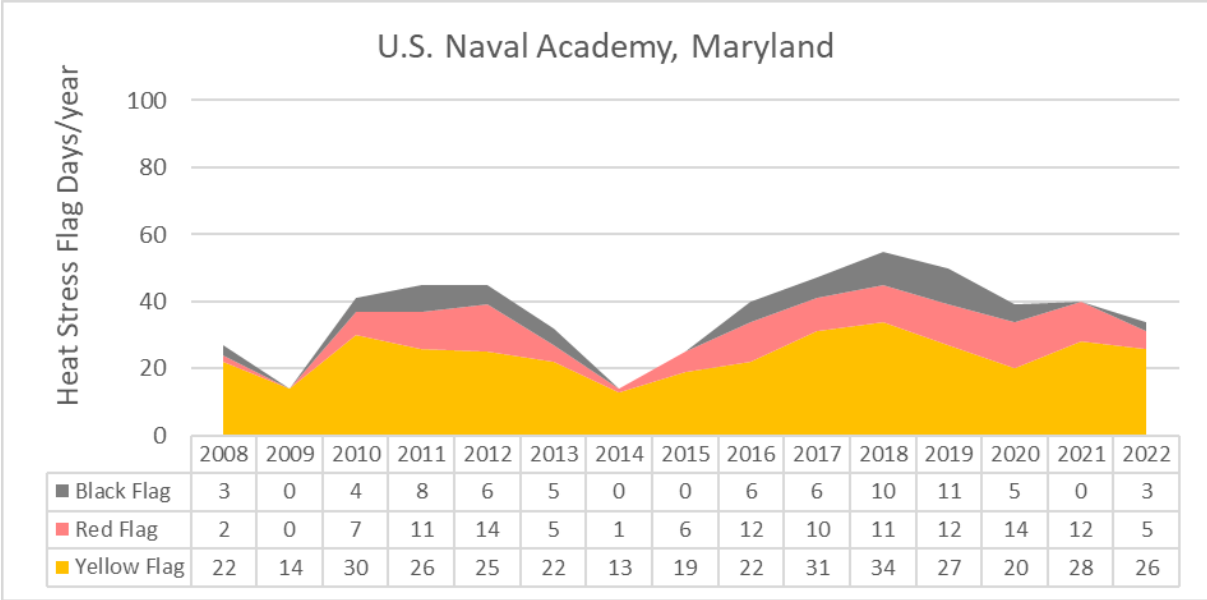 U.S. Naval Academy, Maryland
Heat Stress Flag Days/year
100
80
60
40
20
0
2008 2009 2010 2011 2012 2013 2014 2015 2016 2017 2018 2019 2020 2021 2022
Black Flag 3 0 4 8 6 5 0 0 6 6 10 11 5 0 3
Red Flag 2 0 7 11 14 5 1 6 12 10 11 12 14 12 5
Yellow Flag 22 14 30 26 25 22 13 19 22 31 34 27 20 28 26